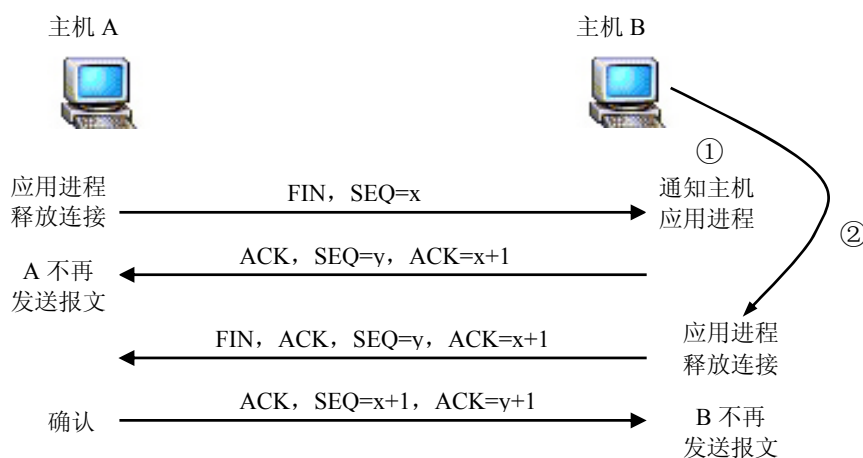 主机 A
主机 B
①
应用进程
释放连接
FIN，SEQ=x
通知主机
应用进程
②
ACK，SEQ=y，ACK=x+1
A 不再
发送报文
FIN，ACK，SEQ=y，ACK=x+1
应用进程
释放连接
ACK，SEQ=x+1，ACK=y+1
确认
B 不再
发送报文